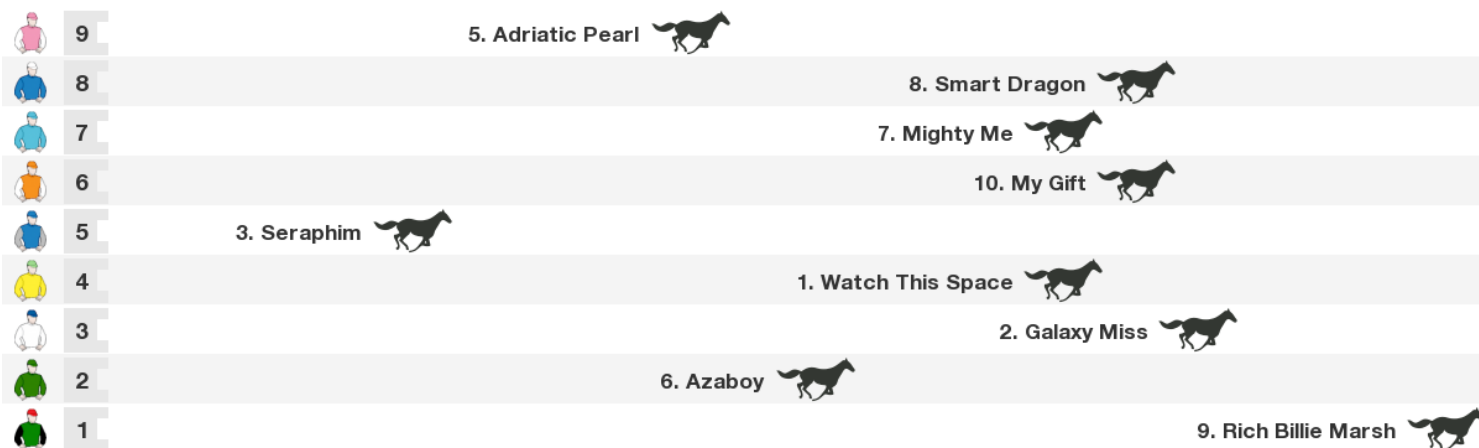 9 5. Adriatic Pearl
8 8. Smart Dragon
7 7. Mighty Me
6 10. My Gift
5 3. Seraphim
4 1. Watch This Space
3 2. Galaxy Miss
2 6. Azaboy
1 9. Rich Billie Marsh